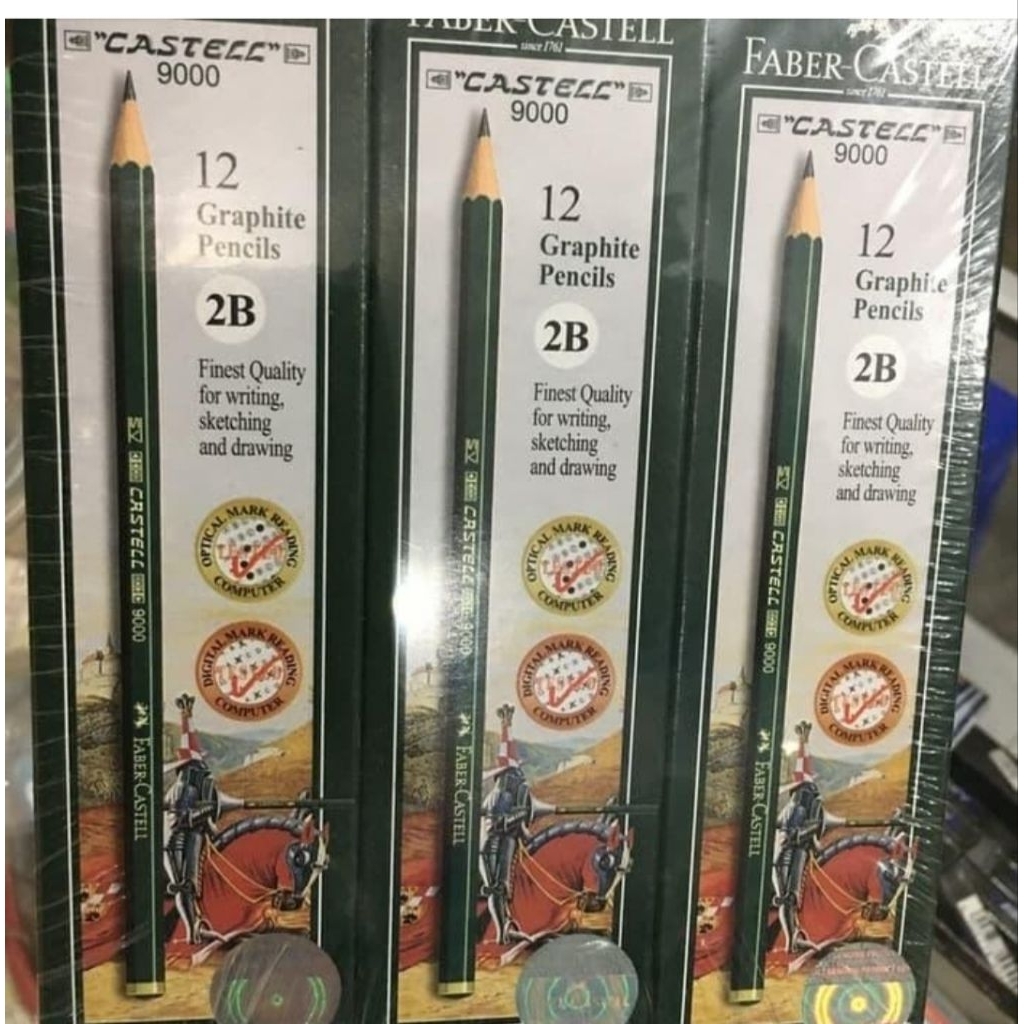 "CASTELL"
9000
12
Graphite
Pencils
2B
Finest Quality
for writing,
sketching
and drawing
OPTICAL MARK READING
COMPUTER
DIGITAL MARK READING
COMPUTER
CASTELL 9000
FABER-CASTELL
FABER-CASTELL
since 1761
"CASTELL"
9000
12
Graphite
Pencils
2B
Finest Quality
for writing,
sketching
and drawing
OPTICAL MARK READING
COMPUTER
DIGITAL MARK READING
COMPUTER
CASTELL 9000
FABER-CASTELL
FABER-CASTELL
since 1761
"CASTELL"
9000
12
Graphite
Pencils
2B
Finest Quality
for writing,
sketching
and drawing
OPTICAL MARK READING
COMPUTER
DIGITAL MARK READING
COMPUTER
CASTELL 9000
FABER-CASTELL